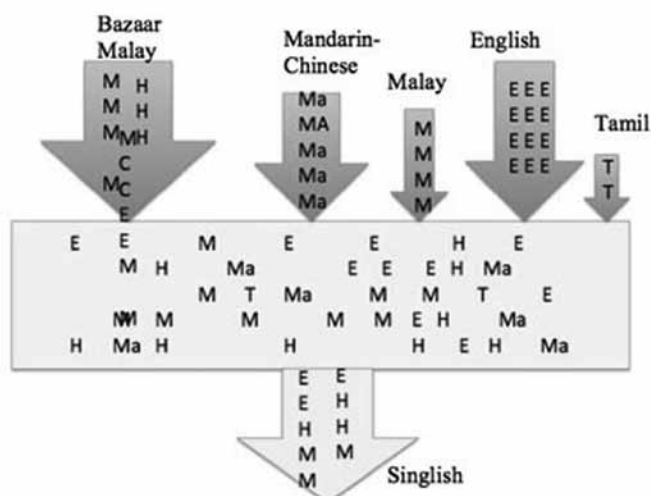 Bazaar
Malay
Mandarin-
Chinese
Malay
English
Tamil
M H
M H
M M H
C
M C
E
Ma
MA
Ma
Ma
Ma
M
M
M
M
E E E
E E E
E E E
E E E
T
T
E E M E E H E
M H Ma E E E H Ma
M T Ma M M T E
M M M M M M E H Ma
H Ma H H H E H Ma
E E
E H
H H
M M
M
Singlish